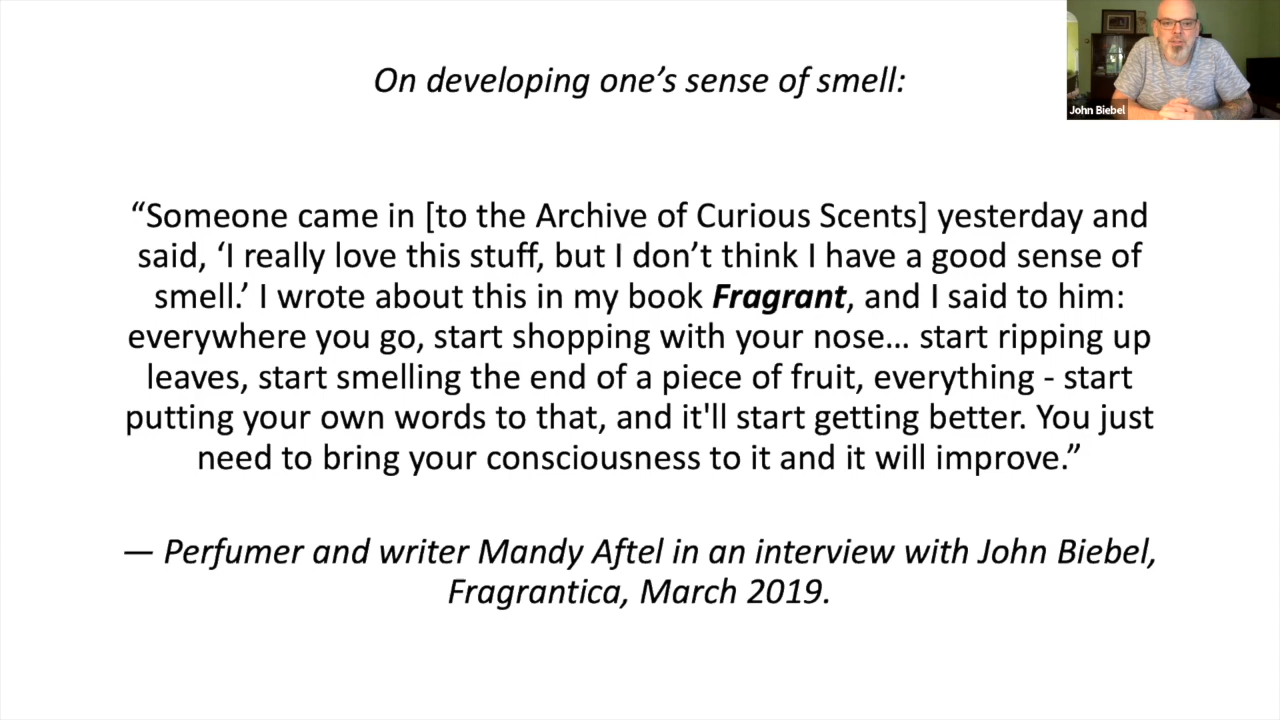 On developing one’s sense of smell:
“Someone came in [to the Archive of Curious Scents] yesterday and
said, ‘I really love this stuff, but I don’t think I have a good sense of
smell.’ I wrote about this in my book Fragrant, and I said to him:
everywhere you go, start shopping with your nose… start ripping up
leaves, start smelling the end of a piece of fruit, everything - start
putting your own words to that, and it'll start getting better. You just
need to bring your consciousness to it and it will improve.”
— Perfumer and writer Mandy Aftel in an interview with John Biebel,
Fragrantica, March 2019.
John Biebel